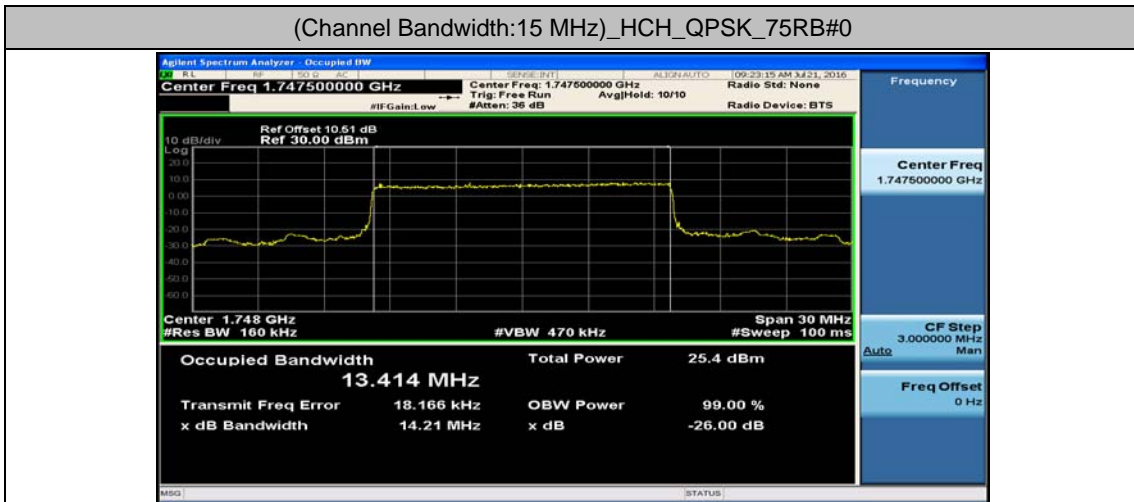 (Channel Bandwidth:15 MHz)_HCH_QPSK_75RB#0
Agilent Spectrum Analyzer - Occupied BW
RL RF 50 Ω AC SENSE:INT ALIGNAUTO 09:23:15 AM Jul 21, 2016
Center Freq 1.747500000 GHz
Center Freq: 1.747500000 GHz
Radio Std: None
Trig: Free Run Avg|Hold: 10/10
#IFGain:Low #Atten: 36 dB Radio Device: BTS
Frequency
Ref Offset 10.51 dB
10 dB/div Ref 30.00 dBm
Log
20.0
10.0
0.00
-10.0
-20.0
-30.0
-40.0
-50.0
-60.0
Center Freq
1.747500000 GHz
Center 1.748 GHz Span 30 MHz
#Res BW 160 kHz #VBW 470 kHz #Sweep 100 ms
CF Step
3.000000 MHz
Auto Man
Occupied Bandwidth Total Power 25.4 dBm
13.414 MHz
Freq Offset
0 Hz
Transmit Freq Error 18.166 kHz OBW Power 99.00 %
x dB Bandwidth 14.21 MHz x dB -26.00 dB
MSG STATUS